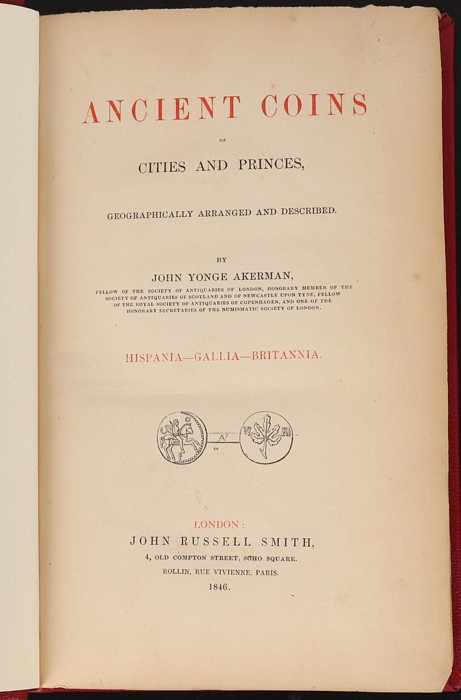 ANCIENT COINS
OF
CITIES AND PRINCES,
GEOGRAPHICALLY ARRANGED AND DESCRIBED.
BY
JOHN YONGE AKERMAN,
FELLOW OF THE SOCIETY OF ANTIQUARIES OF LONDON, HONORARY MEMBER OF THE
SOCIETY OF ANTIQUARIES OF SCOTLAND AND OF NEWCASTLE UPON TYNE, FELLOW
OF THE ROYAL SOCIETY OF ANTIQUARIES OF COPENHAGEN, AND ONE OF THE
HONORARY SECRETARIES OF THE NUMISMATIC SOCIETY OF LONDON.
HISPANIA—GALLIA—BRITANNIA.
LONDON:
JOHN RUSSELL SMITH,
4, OLD COMPTON STREET, SOHO SQUARE.
ROLLIN, RUE VIVIENNE, PARIS.
1846.